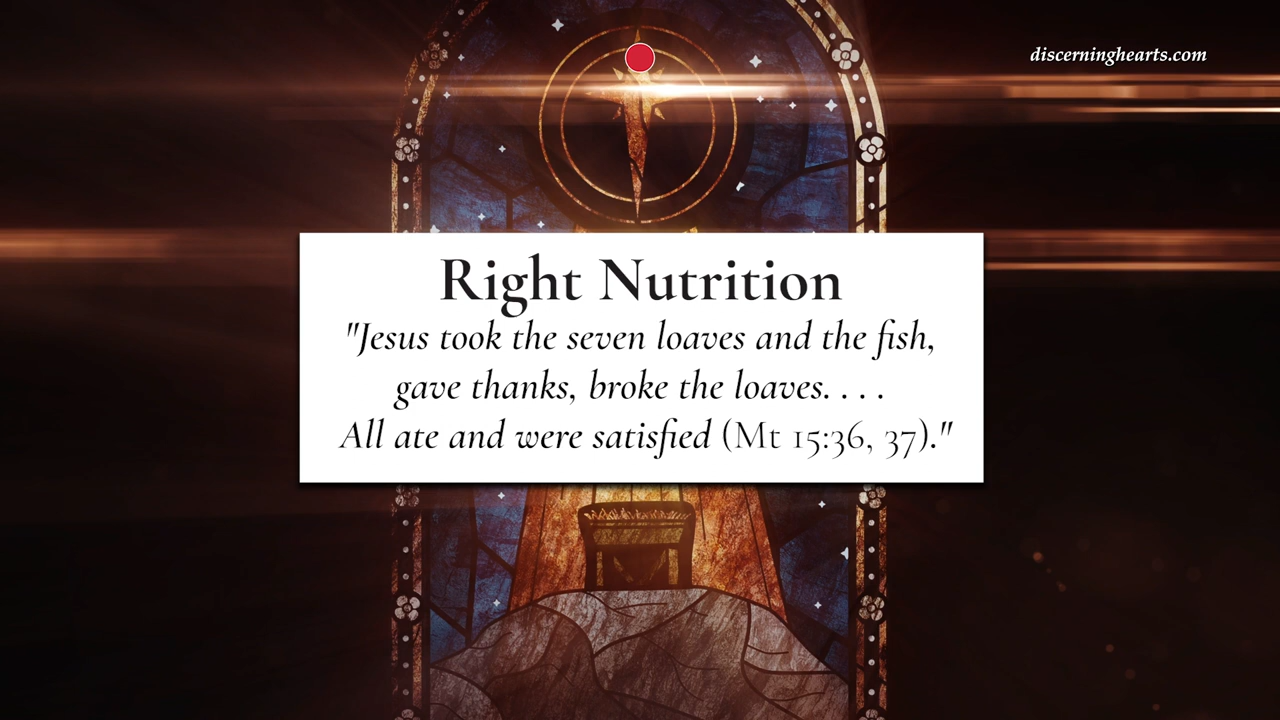 discerninghearts.com
Right Nutrition
"Jesus took the seven loaves and the fish,
gave thanks, broke the loaves. . . .
All ate and were satisfied (Mt 15:36, 37)."